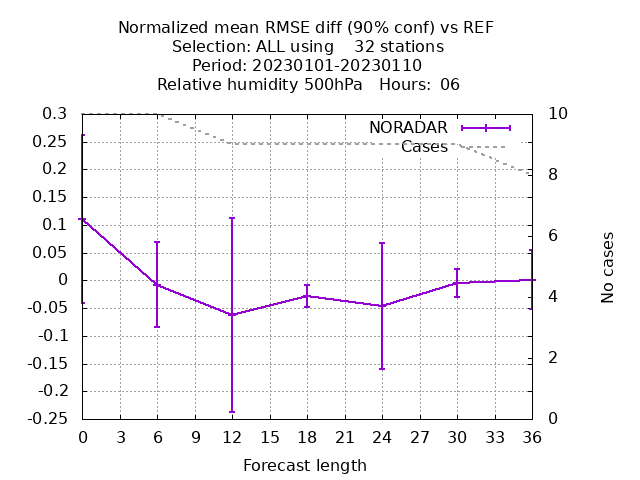 Normalized mean RMSE diff (90% conf) vs REF
Selection: ALL using    32 stations
Period: 20230101-20230110
Relative humidity 500hPa   Hours:  06
0.3
0.25
0.2
0.15
0.1
0.05
0
-0.05
-0.1
-0.15
-0.2
-0.25
10
8
6
4
2
0
NORADAR
Cases
No cases
0 3 6 9 12 15 18 21 24 27 30 33 36
Forecast length